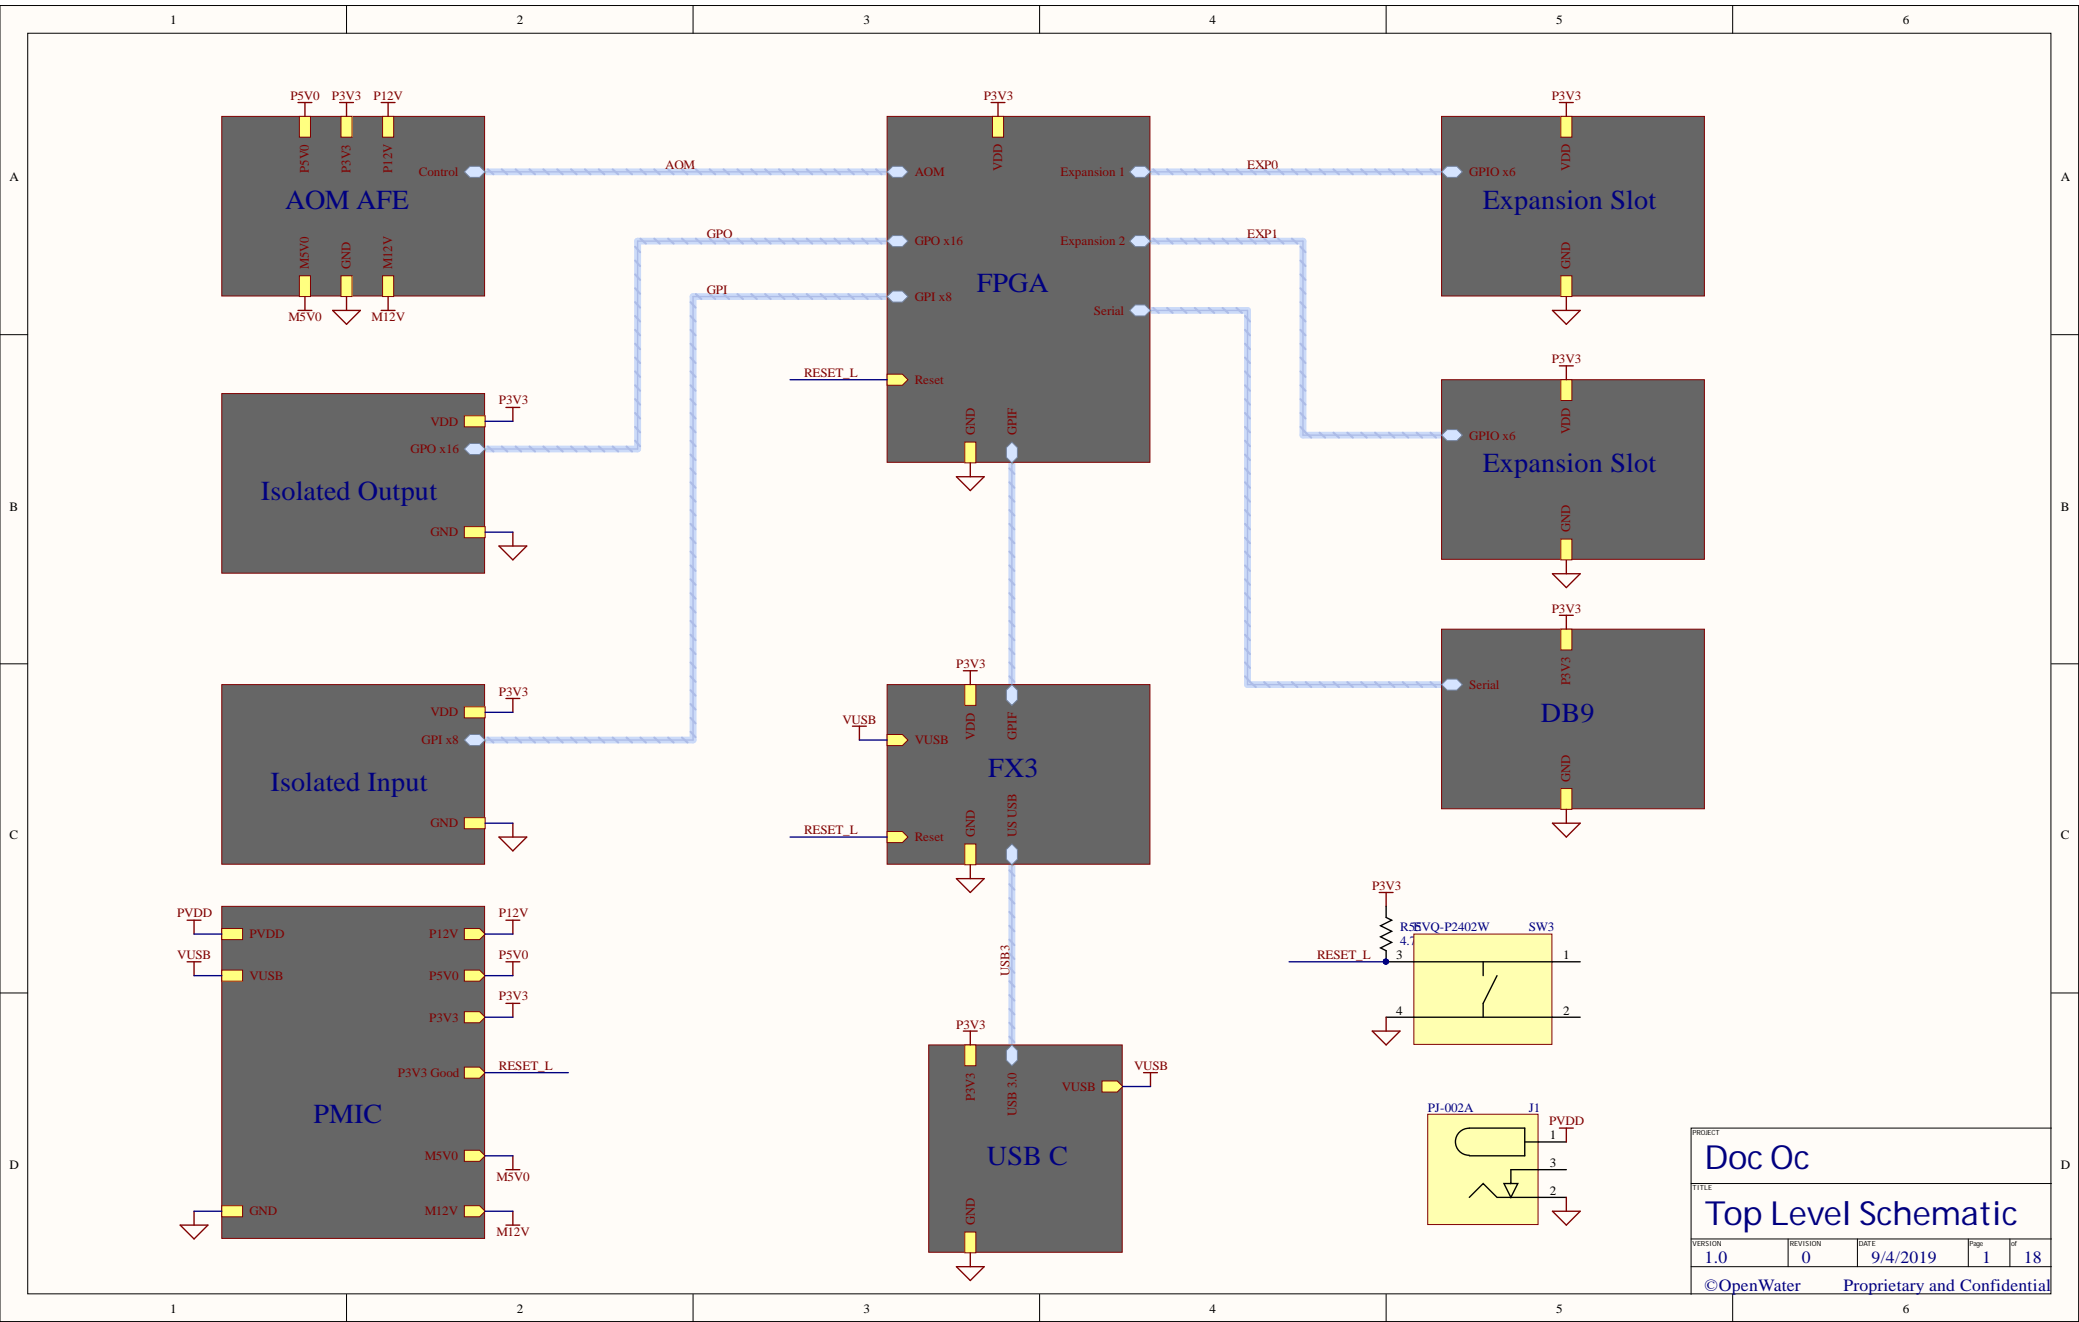 1 2 3 4 5 6
A
B
C
D
P5V0 P3V3 P12V
P5V0 P3V3 P12V
Control
AOM AFE
M5V0 GND M12V
M5V0 M12V
AOM
GPO
GPI
P3V3
VDD
AOM
Expansion 1
GPO x16
Expansion 2
FPGA
GPI x8
Serial
RESET_L
Reset
GND GPIF
EXP0
EXP1
P3V3
VDD
GPIO x6
Expansion Slot
GND
P3V3
VDD
GPIO x6
Expansion Slot
GND
P3V3
P3V3
Serial
DB9
GND
P3V3
VDD
GPO x16
Isolated Output
GND
P3V3
VDD
GPI x8
Isolated Input
GND
P3V3
VUSB
VDD GPIF
VUSB
FX3
GND US USB
RESET_L
Reset
USB3
PVDD
PVDD
VUSB
VUSB
P12V
P12V
P5V0
P5V0
P3V3
P3V3
P3V3 Good
RESET_L
PMIC
M5V0
M5V0
GND
M12V
M12V
P3V3
P3V3 USB 3.0
VUSB
VUSB
USB C
GND
P3V3
EVQ-P2402W SW3
RESET_L
3 1
4 2
PJ-002A J1
PVDD
1
3
2
PROJECT
Doc Oc
TITLE
Top Level Schematic
VERSION REVISION DATE Page of
1.0 0 9/4/2019 1 18
©OpenWater Proprietary and Confidential
A
B
C
D
1 2 3 4 5 6